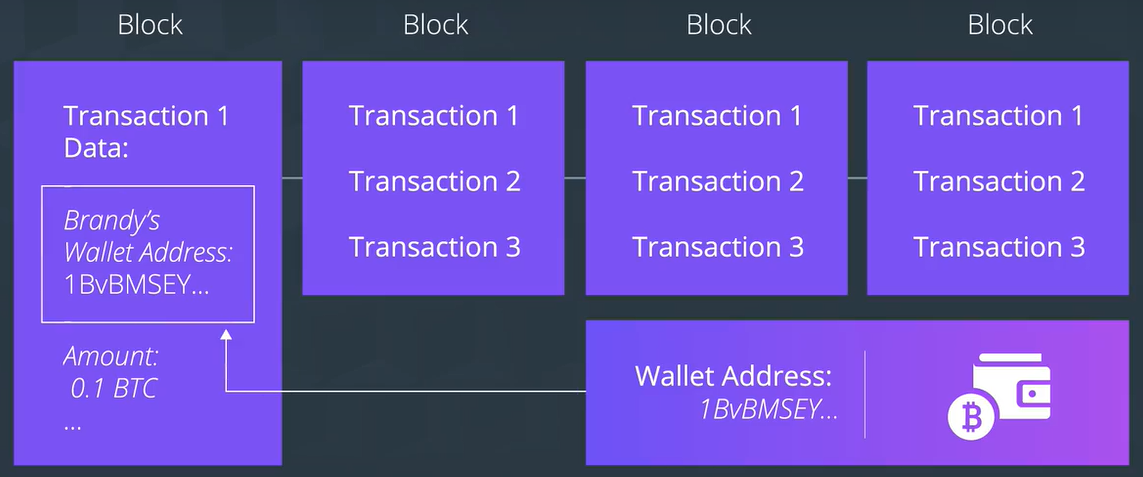 Block
Block
Block
Block
Transaction 1
Data:
Brandy’s
Wallet Address:
1BvBMSEY...
Amount:
0.1 BTC
...
Transaction 1
Transaction 2
Transaction 3
Transaction 1
Transaction 2
Transaction 3
Transaction 1
Transaction 2
Transaction 3
Wallet Address:
1BvBMSEY...